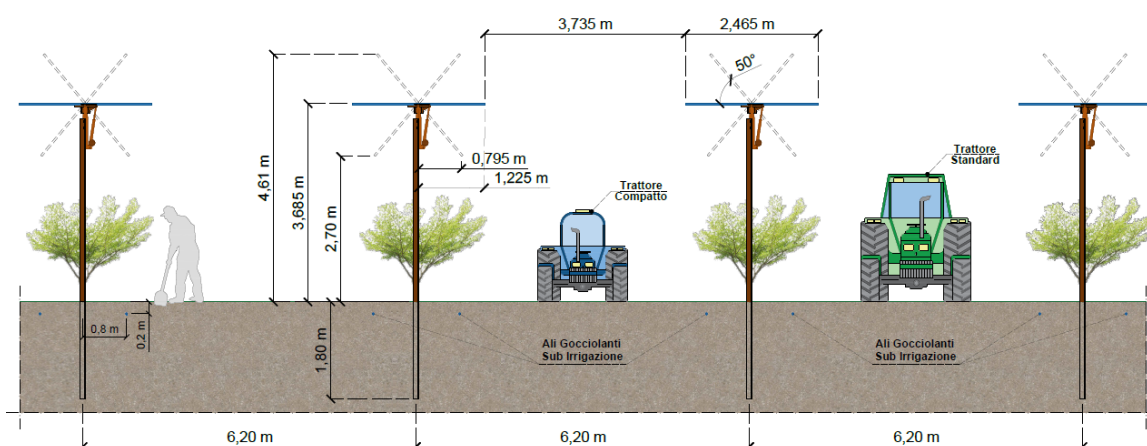 3,735 m
2,465 m
50°
4,61 m
3,685 m
2,70 m
0,795 m
1,225 m
Trattore
Compatto
Trattore
Standard
0,8 m
0,2 m
1,80 m
Ali Gocciolanti
Sub Irrigazione
Ali Gocciolanti
Sub Irrigazione
6,20 m
6,20 m
6,20 m